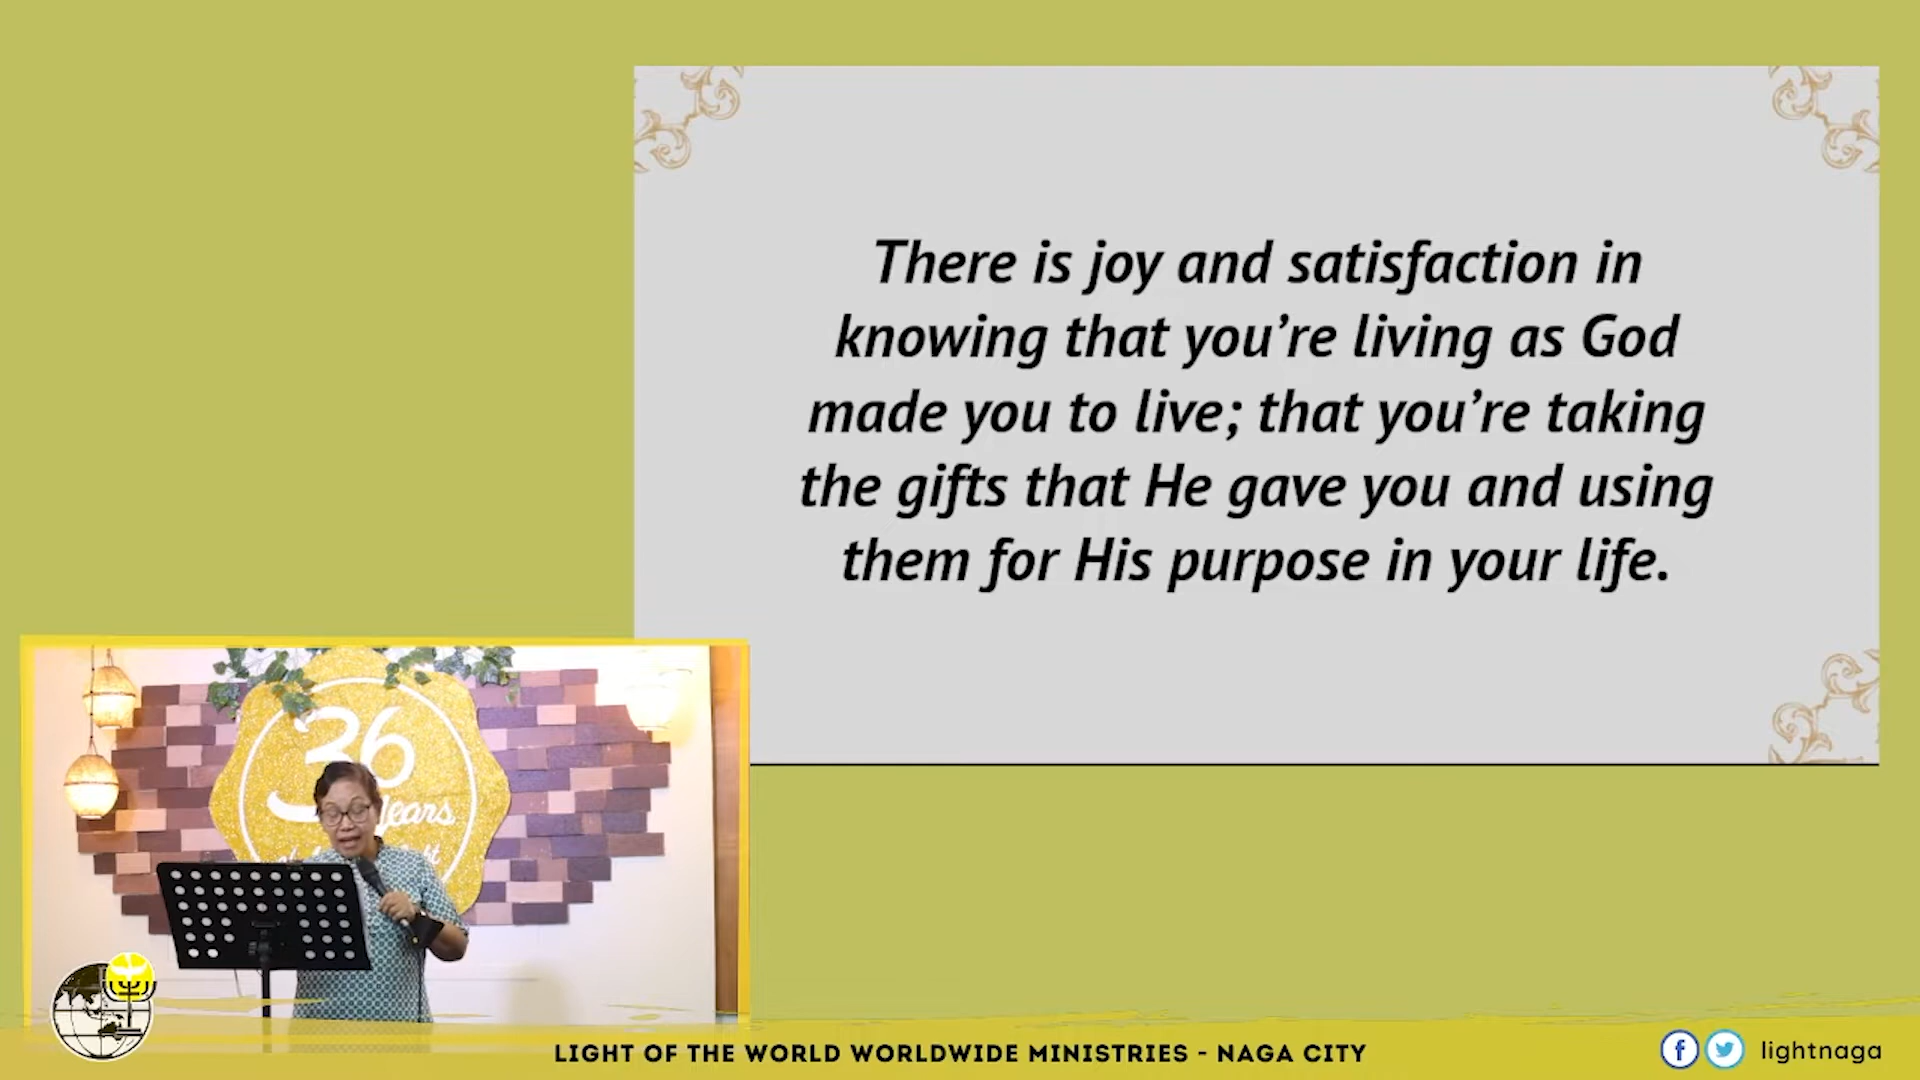 There is joy and satisfaction in
knowing that you’re living as God
made you to live; that you’re taking
the gifts that He gave you and using
them for His purpose in your life.
36
Years
LIGHT OF THE WORLD WORLDWIDE MINISTRIES - NAGA CITY
lightnaga